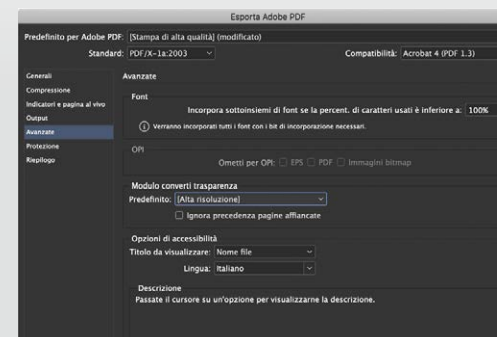 Esporta Adobe PDF
Predefinito per Adobe PDF: [Stampa di alta qualità] (modificato)
Standard: PDF/X-1a:2003 Compatibilità: Acrobat 4 (PDF 1.3)
Generali
Compressione
Indicatori e pagina al vivo
Output
Avanzate
Protezione
Riepilogo
Avanzate
Font
Incorpora sottoinsiemi di font se la percent. di caratteri usati è inferiore a: 100%
Verranno incorporati tutti i font con i bit di incorporazione necessari.
OPI
Ometti per OPI: EPS PDF Immagini bitmap
Modulo converti trasparenza
Predefinito: [Alta risoluzione]
Ignora precedenza pagine affiancate
Opzioni di accessibilità
Titolo da visualizzare: Nome file
Lingua: Italiano
Descrizione
Passate il cursore su un'opzione per visualizzarne la descrizione.